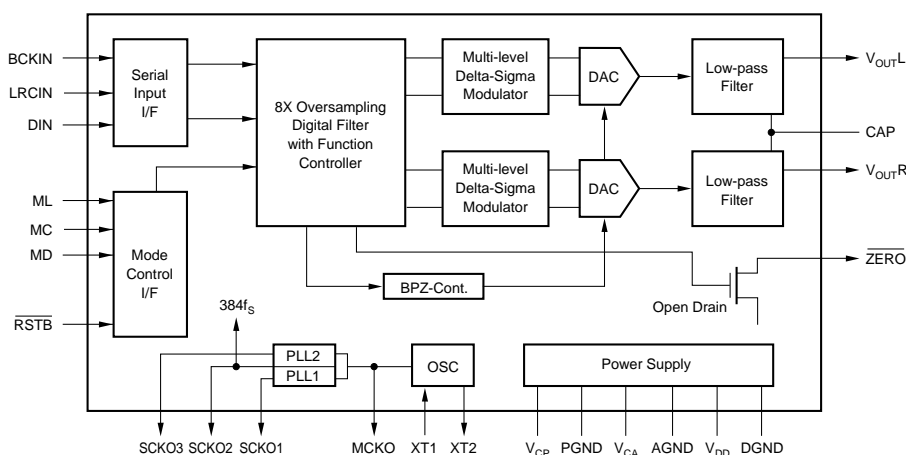 BCKIN
LRCIN
DIN
Serial
Input
I/F
8X Oversampling
Digital Filter
with Function
Controller
Multi-level
Delta-Sigma
Modulator
DAC
Low-pass
Filter
VOUTL
CAP
Multi-level
Delta-Sigma
Modulator
DAC
Low-pass
Filter
VOUTR
ML
MC
MD
RSTB
Mode
Control
I/F
BPZ-Cont.
Open Drain
ZERO
384fS
PLL2
PLL1
OSC
Power Supply
SCKO3
SCKO2
SCKO1
MCKO
XT1
XT2
VCP
PGND
VCA
AGND
VDD
DGND